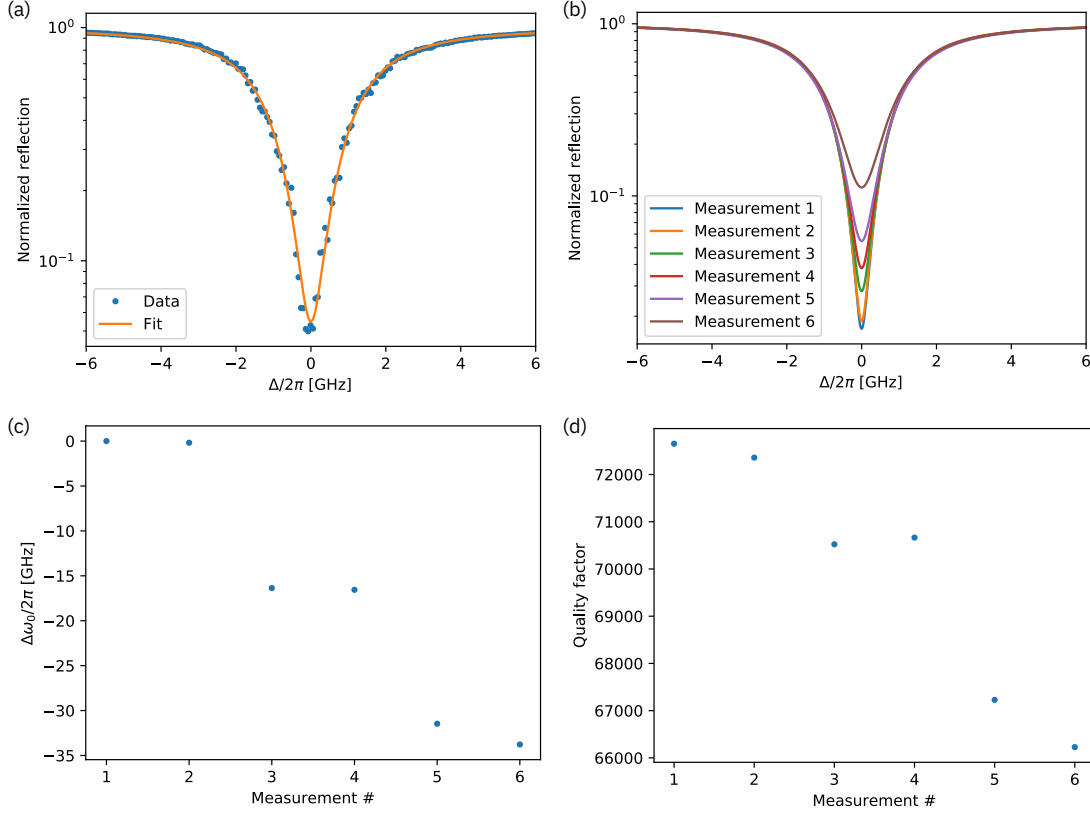 (a)
10⁰
10⁻¹
Normalized reflection
Data
Fit
−6
−4
−2
0
2
4
6
Δ/2π [GHz]
(b)
10⁰
10⁻¹
Normalized reflection
Measurement 1
Measurement 2
Measurement 3
Measurement 4
Measurement 5
Measurement 6
−6
−4
−2
0
2
4
6
Δ/2π [GHz]
(c)
0
−5
−10
−15
−20
−25
−30
−35
Δω₀/2π [GHz]
1
2
3
4
5
6
Measurement #
(d)
72000
71000
70000
69000
68000
67000
66000
Quality factor
1
2
3
4
5
6
Measurement #